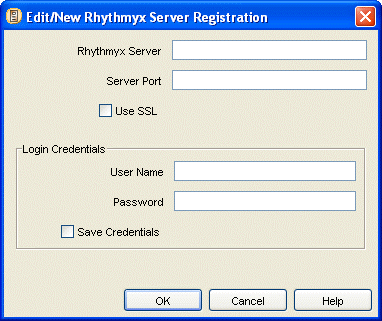 Edit/New Rhythmyx Server Registration
Rhythmyx Server
Server Port
Use SSL
Login Credentials
User Name
Password
Save Credentials
OK Cancel Help